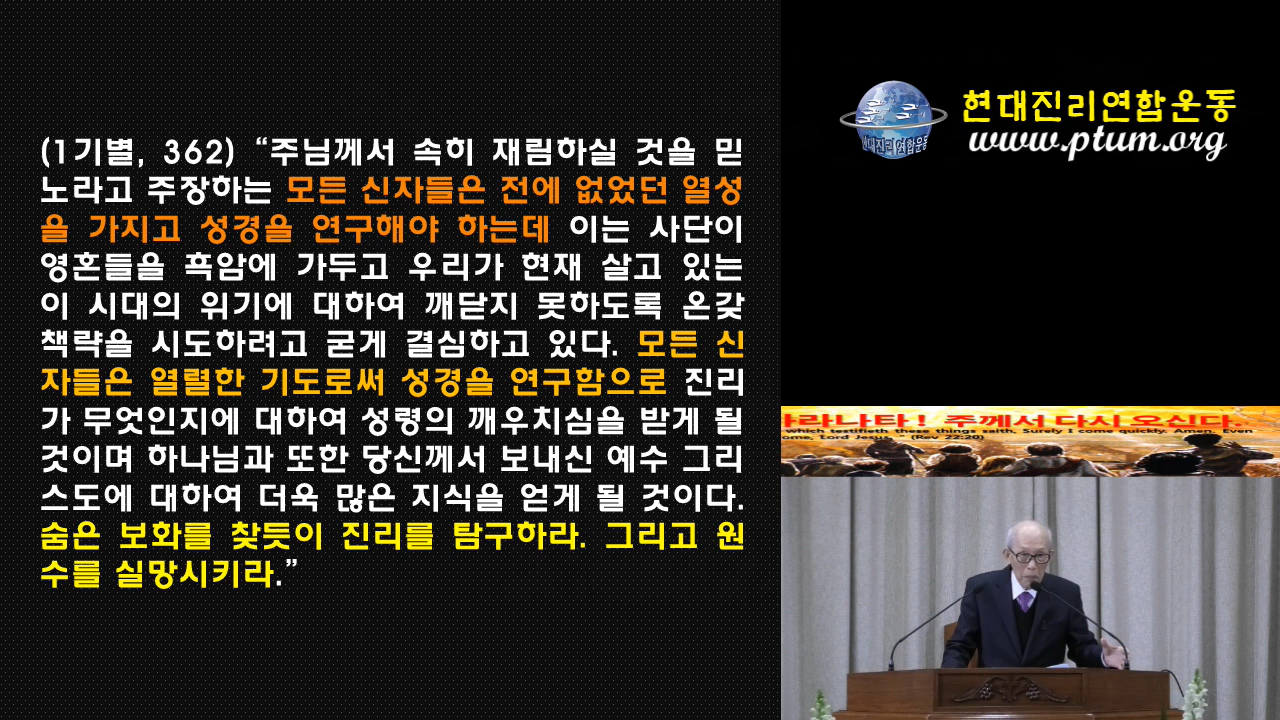 (1기별, 362) “주님께서 속히 재림하실 것을 믿
노라고 주장하는 모든 신자들은 전에 없었던 열성
을 가지고 성경을 연구해야 하는데 이는 사단이
영혼들을 흑암에 가두고 우리가 현재 살고 있는
이 시대의 위기에 대하여 깨닫지 못하도록 온갖
책략을 시도하려고 굳게 결심하고 있다. 모든 신
자들은 열렬한 기도로써 성경을 연구함으로 진리
가 무엇인지에 대하여 성령의 깨우치심을 받게 될
것이며 하나님과 또한 당신께서 보내신 예수 그리
스도에 대하여 더욱 많은 지식을 얻게 될 것이다.
숨은 보화를 찾듯이 진리를 탐구하라. 그리고 원
수를 실망시키라.”
현대진리연합운동
www.ptum.org
현대진리연합운동
라나타! 주께서 다시 오신다.
which testifieth these things saith, Surely I come quickly. Amen. Even
ome, Lord Jesus. " (Rev 22:20)